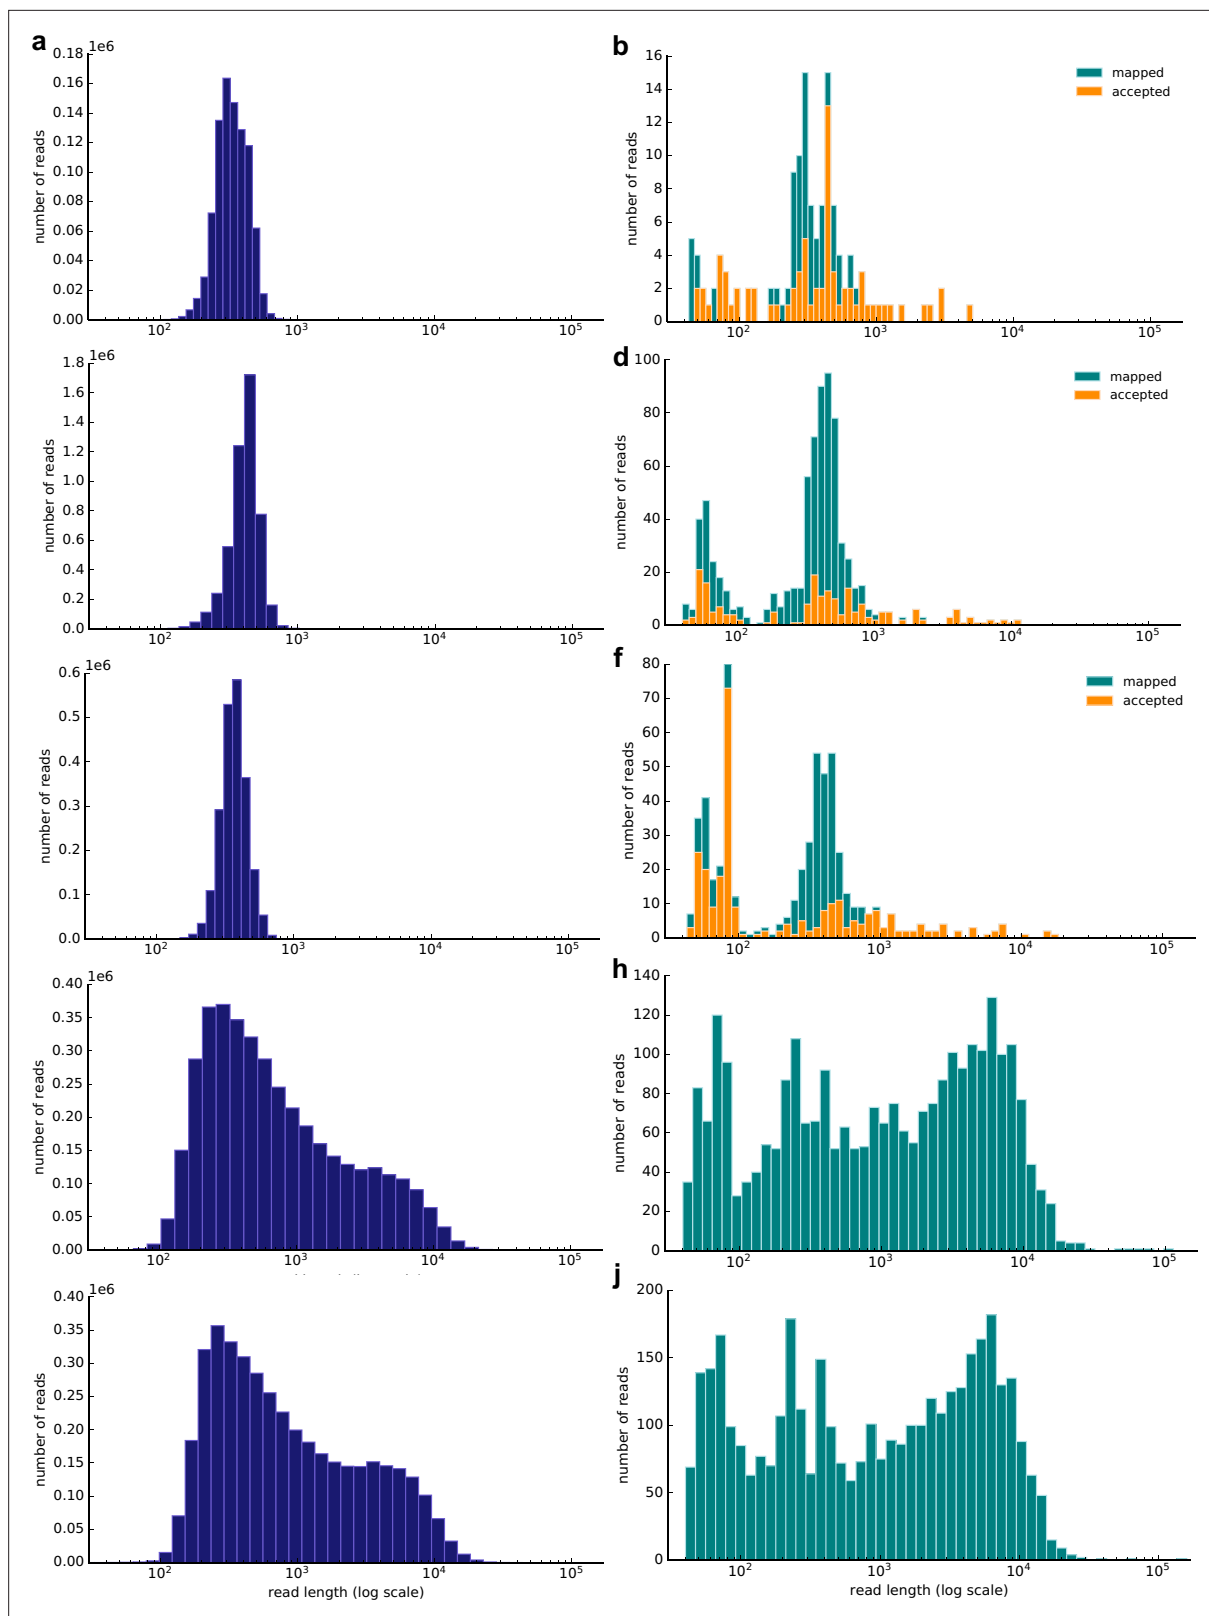 a
1e6
0.18
0.16
0.14
0.12
0.10
0.08
0.06
0.04
0.02
0.00
number of reads
10² 10³ 10⁴ 10⁵
b
16
14
12
10
8
6
4
2
0
number of reads
mapped
accepted
10² 10³ 10⁴ 10⁵
1e6
1.8
1.6
1.4
1.2
1.0
0.8
0.6
0.4
0.2
0.0
number of reads
10² 10³ 10⁴ 10⁵
d
100
80
60
40
20
0
number of reads
mapped
accepted
10² 10³ 10⁴ 10⁵
1e6
0.6
0.5
0.4
0.3
0.2
0.1
0.0
number of reads
10² 10³ 10⁴ 10⁵
f
80
70
60
50
40
30
20
10
0
number of reads
mapped
accepted
10² 10³ 10⁴ 10⁵
1e6
0.40
0.35
0.30
0.25
0.20
0.15
0.10
0.05
0.00
number of reads
10² 10³ 10⁴ 10⁵
h
140
120
100
80
60
40
20
0
number of reads
10² 10³ 10⁴ 10⁵
1e6
0.40
0.35
0.30
0.25
0.20
0.15
0.10
0.05
0.00
number of reads
10² 10³ 10⁴ 10⁵
read length (log scale)
j
200
150
100
50
0
number of reads
10² 10³ 10⁴ 10⁵
read length (log scale)